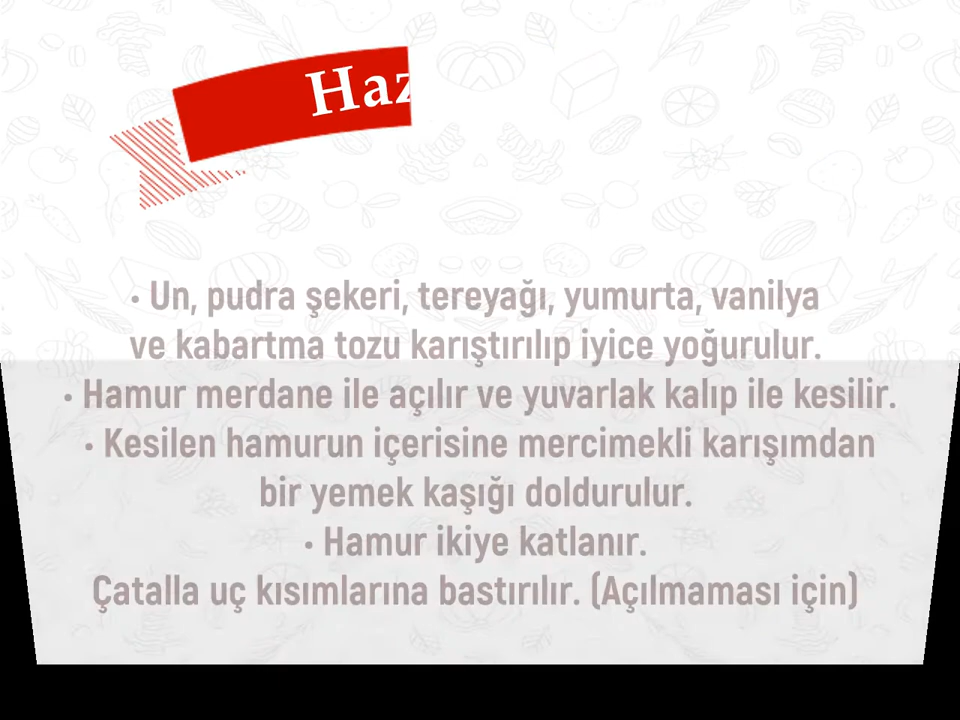 Haz
• Un, pudra şekeri, tereyağı, yumurta, vanilya
ve kabartma tozu karıştırılıp iyice yoğurulur.
• Hamur merdane ile açılır ve yuvarlak kalıp ile kesilir.
• Kesilen hamurun içerisine mercimekli karışımdan
bir yemek kaşığı doldurulur.
• Hamur ikiye katlanır.
Çatalla uç kısımlarına bastırılır. (Açılmaması için)